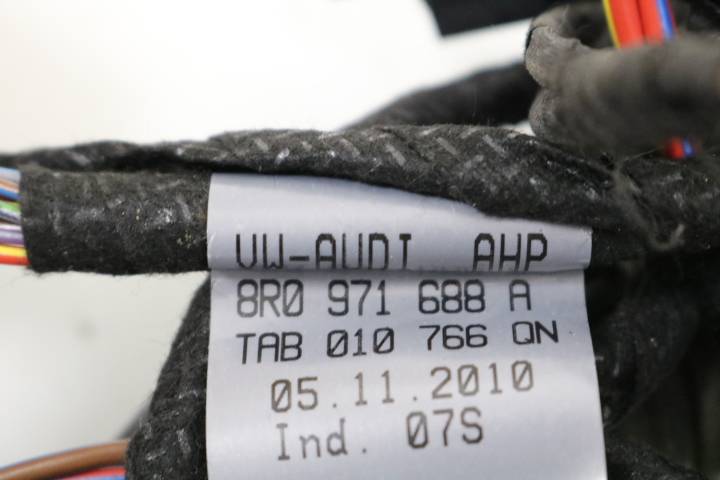 VW-AUDI AHP
8R0 971 688 A
TAB 010 766 QN
05.11.2010
Ind. 07S